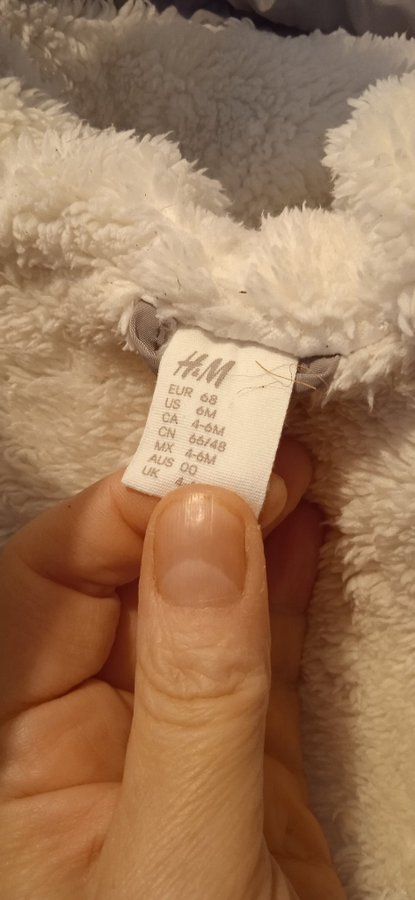 H&M
EUR 68
US 6M
CA 4-6M
CN 66/48
MX 4-6M
AUS 00
UK